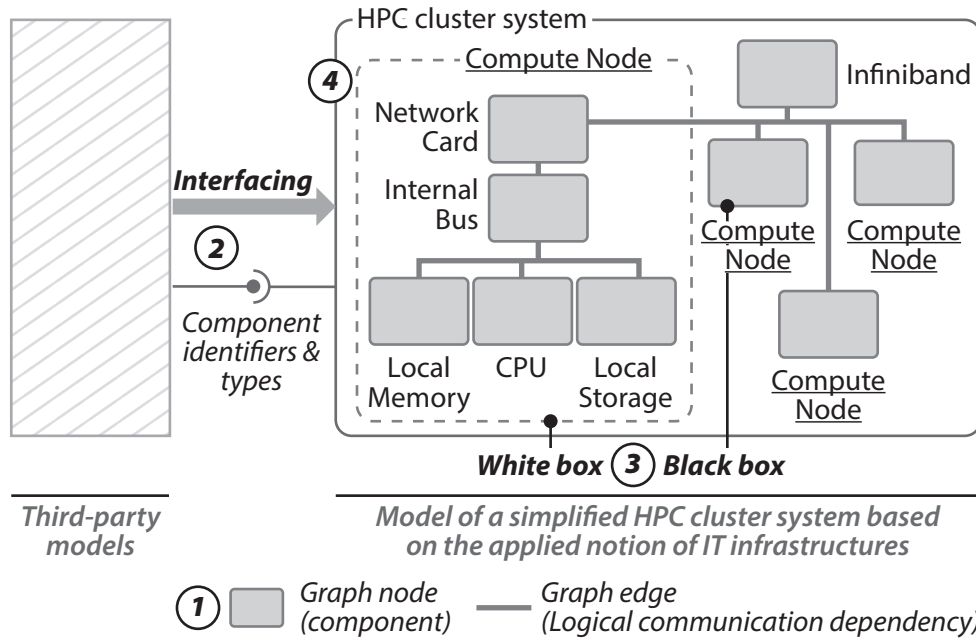 HPC cluster system
4
Compute Node
Infiniband
Network
Card
Interfacing
Internal
Bus
2
Compute
Node
Compute
Node
Component
identifiers &
types
Local
Memory
CPU
Local
Storage
Compute
Node
White box 3 Black box
Third-party
models
Model of a simplified HPC cluster system based
on the applied notion of IT infrastructures
1
Graph node
(component)
Graph edge
(Logical communication dependency)